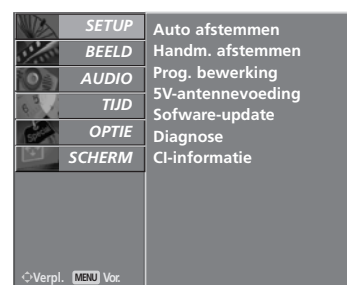 SETUP
BEELD
AUDIO
TIJD
OPTIE
SCHERM
Auto afstemmen
Handm. afstemmen
Prog. bewerking
5V-antennevoeding
Sofware-update
Diagnose
CI-informatie
Verpl. MENU Vor.